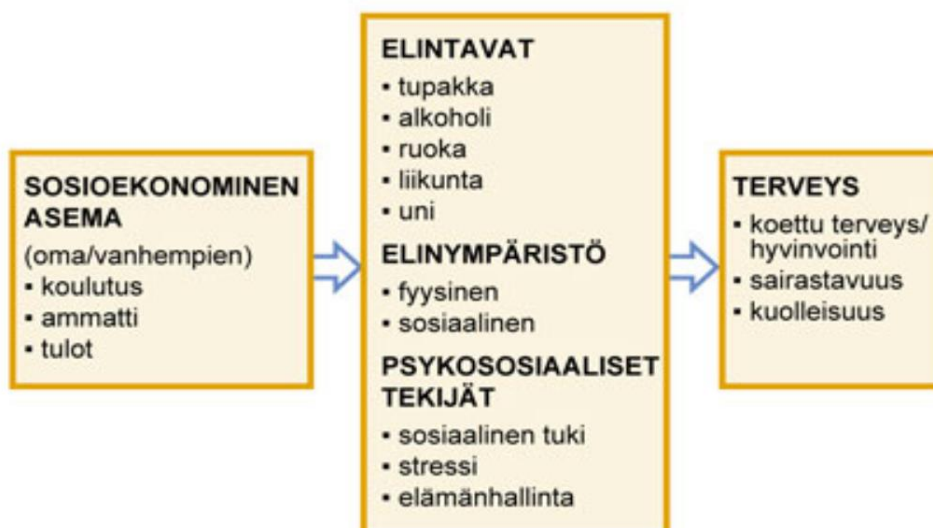 SOSIOEKONOMINEN
ASEMA
(oma/vanhempien)
▪ koulutus
▪ ammatti
▪ tulot
ELINTAVAT
▪ tupakka
▪ alkoholi
▪ ruoka
▪ liikunta
▪ uni
ELINYMPÄRISTÖ
▪ fyysinen
▪ sosiaalinen
PSYKOSOSIAALISET
TEKIJÄT
▪ sosiaalinen tuki
▪ stressi
▪ elämänhallinta
TERVEYS
▪ koettu terveys/
hyvinvointi
▪ sairastavuus
▪ kuolleisuus